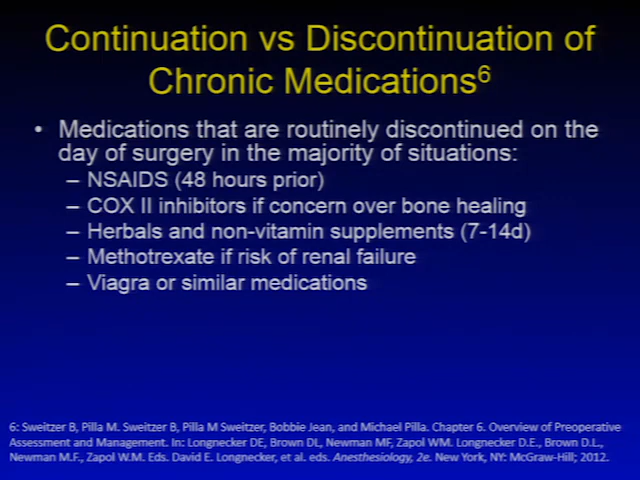 Continuation vs Discontinuation of
Chronic Medications6
• Medications that are routinely discontinued on the
day of surgery in the majority of situations:
– NSAIDS (48 hours prior)
– COX II inhibitors if concern over bone healing
– Herbals and non-vitamin supplements (7-14d)
– Methotrexate if risk of renal failure
– Viagra or similar medications
6: Sweitzer B, Pilla M. Sweitzer B, Pilla M Sweitzer, Bobbie Jean, and Michael Pilla. Chapter 6. Overview of Preoperative
Assessment and Management. In: Longnecker DE, Brown DL, Newman MF, Zapol WM. Longnecker D.E., Brown D.L.,
Newman M.F., Zapol W.M. Eds. David E. Longnecker, et al. eds. Anesthesiology, 2e. New York, NY: McGraw-Hill; 2012.